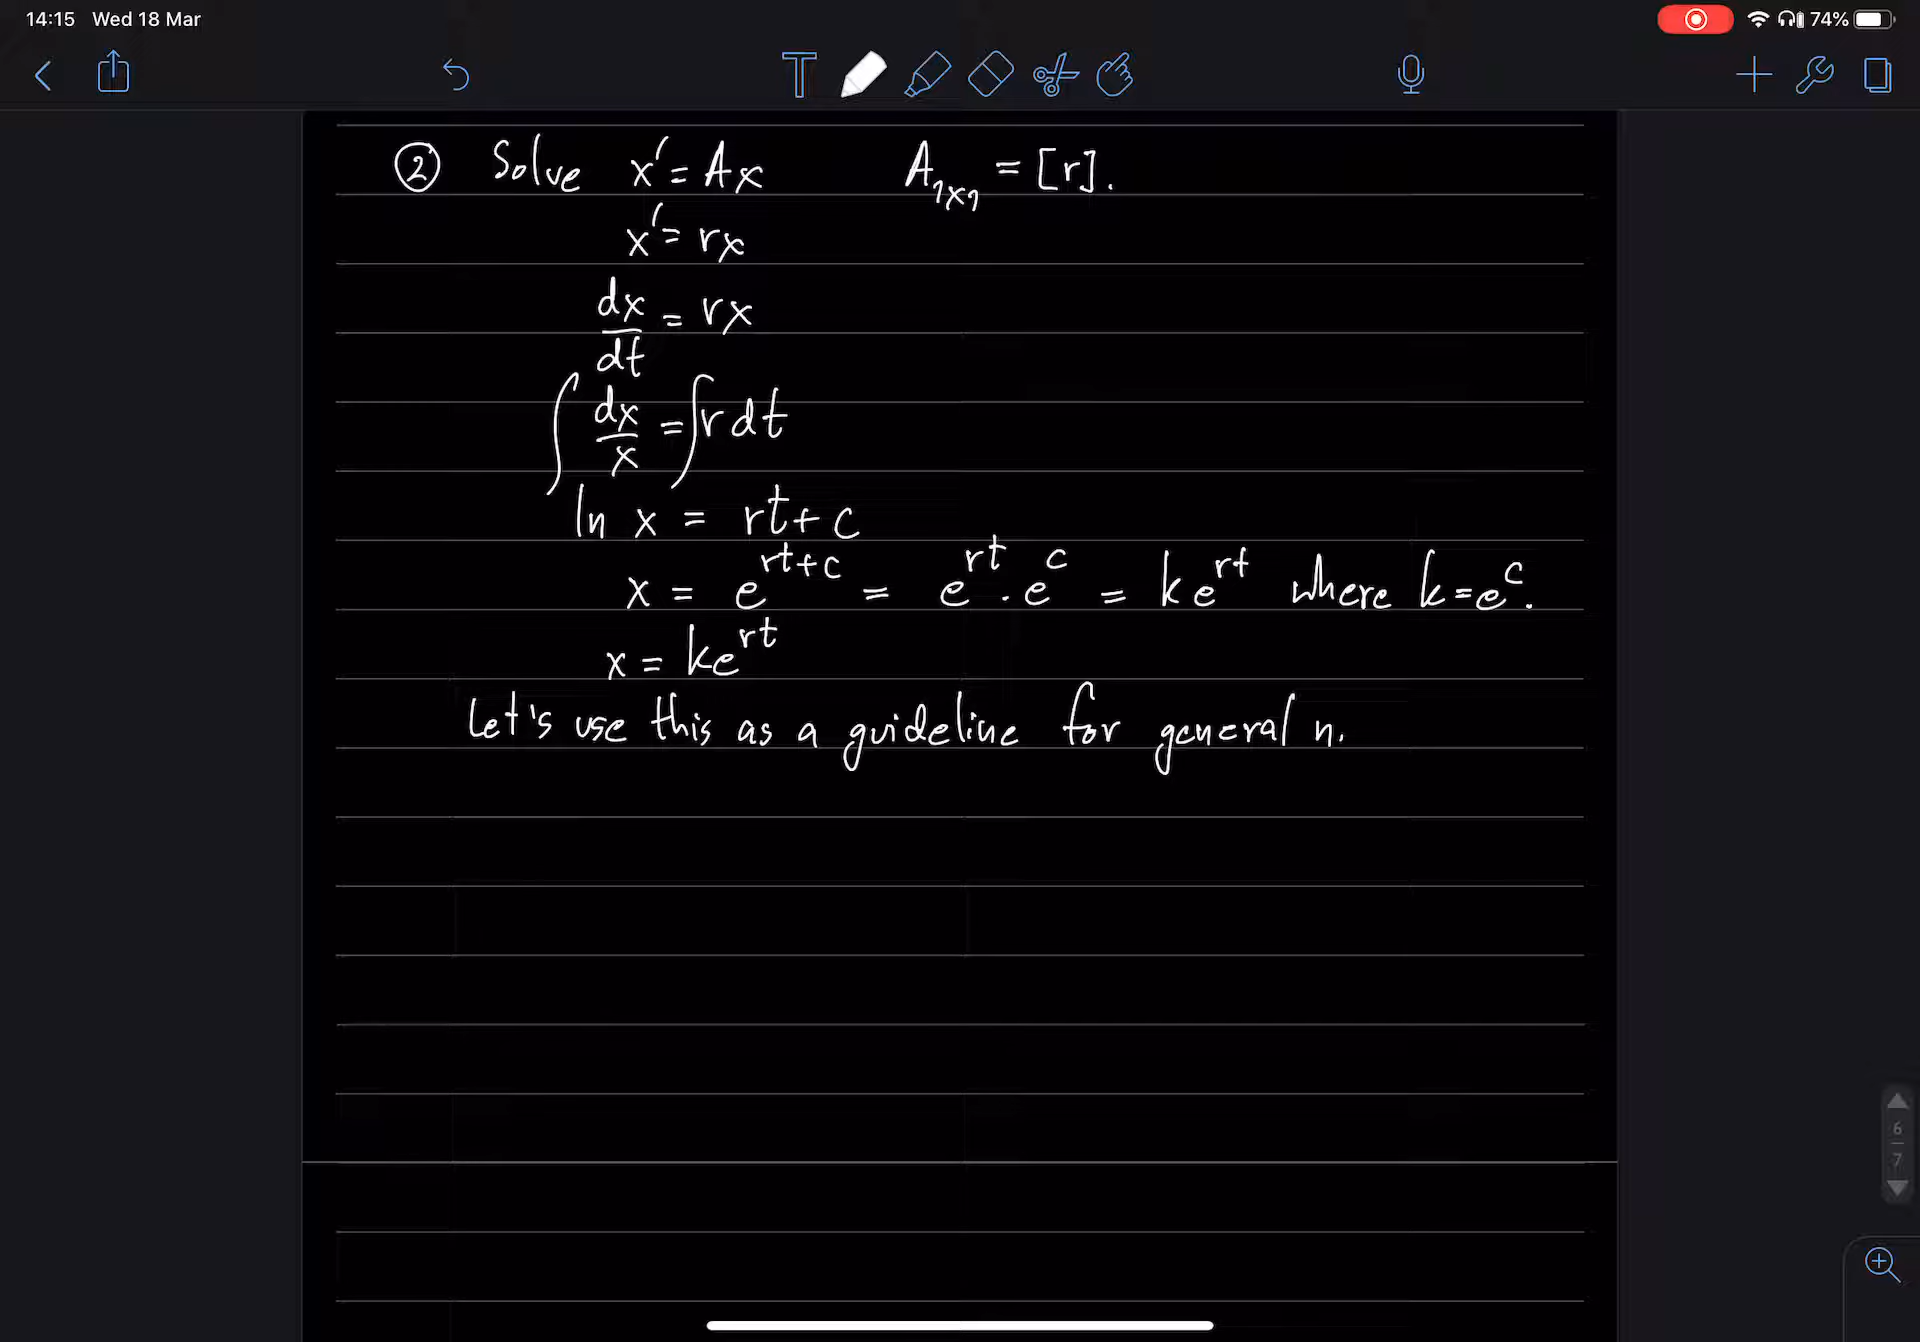 14:15 Wed 18 Mar 74%
② Solve x' = Ax A₁ₓ₁ = [r].
x' = rx
dx/dt = rx
∫ dx/x = ∫ r dt
ln x = rt + c
x = e^(rt+c) = e^(rt) · e^c = k e^(rt) where k = e^c.
x = ke^(rt)
Let's use this as a guideline for general n.
6
7